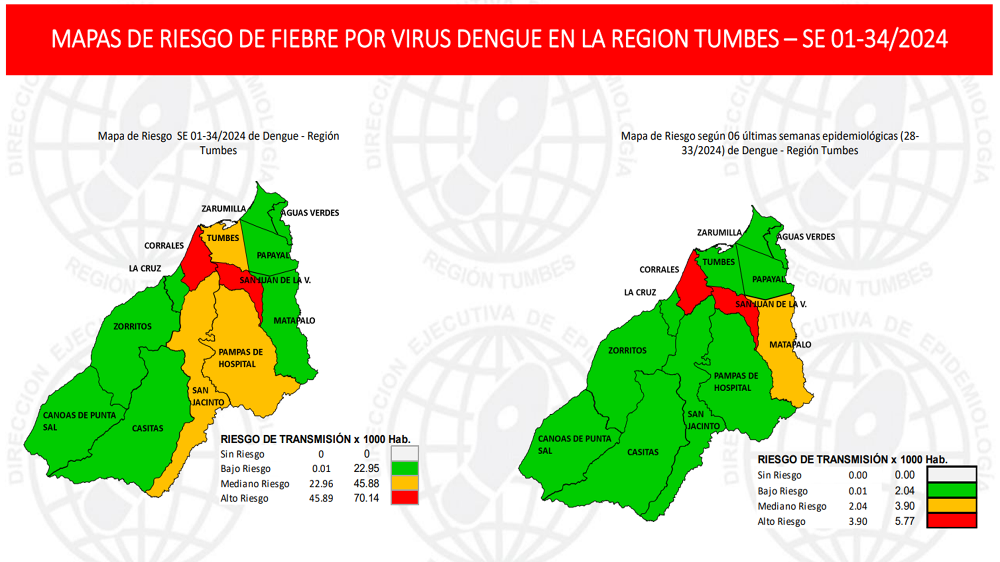 MAPAS DE RIESGO DE FIEBRE POR VIRUS DENGUE EN LA REGION TUMBES – SE 01-34/2024
Mapa de Riesgo SE 01-34/2024 de Dengue - Región
Tumbes
ZARUMILLA
AGUAS VERDES
TUMBES
CORRALES
PAPAYAL
LA CRUZ
SAN JUAN DE LA V.
MATAPALO
ZORRITOS
PAMPAS DE
HOSPITAL
SAN
JACINTO
CANOAS DE PUNTA
SAL
CASITAS
RIESGO DE TRANSMISIÓN x 1000 Hab.
Sin Riesgo 0 0
Bajo Riesgo 0.01 22.95
Mediano Riesgo 22.96 45.88
Alto Riesgo 45.89 70.14
Mapa de Riesgo según 06 últimas semanas epidemiológicas (28-
33/2024) de Dengue - Región Tumbes
ZARUMILLA
AGUAS VERDES
TUMBES
CORRALES
PAPAYAL
LA CRUZ
SAN JUAN DE LA V.
MATAPALO
ZORRITOS
PAMPAS DE
HOSPITAL
SAN
JACINTO
CANOAS DE PUNTA
SAL
CASITAS
RIESGO DE TRANSMISIÓN x 1000 Hab.
Sin Riesgo 0.00 0.00
Bajo Riesgo 0.01 2.04
Mediano Riesgo 2.04 3.90
Alto Riesgo 3.90 5.77
REGIÓN TUMBES
EJECUTIVA DE